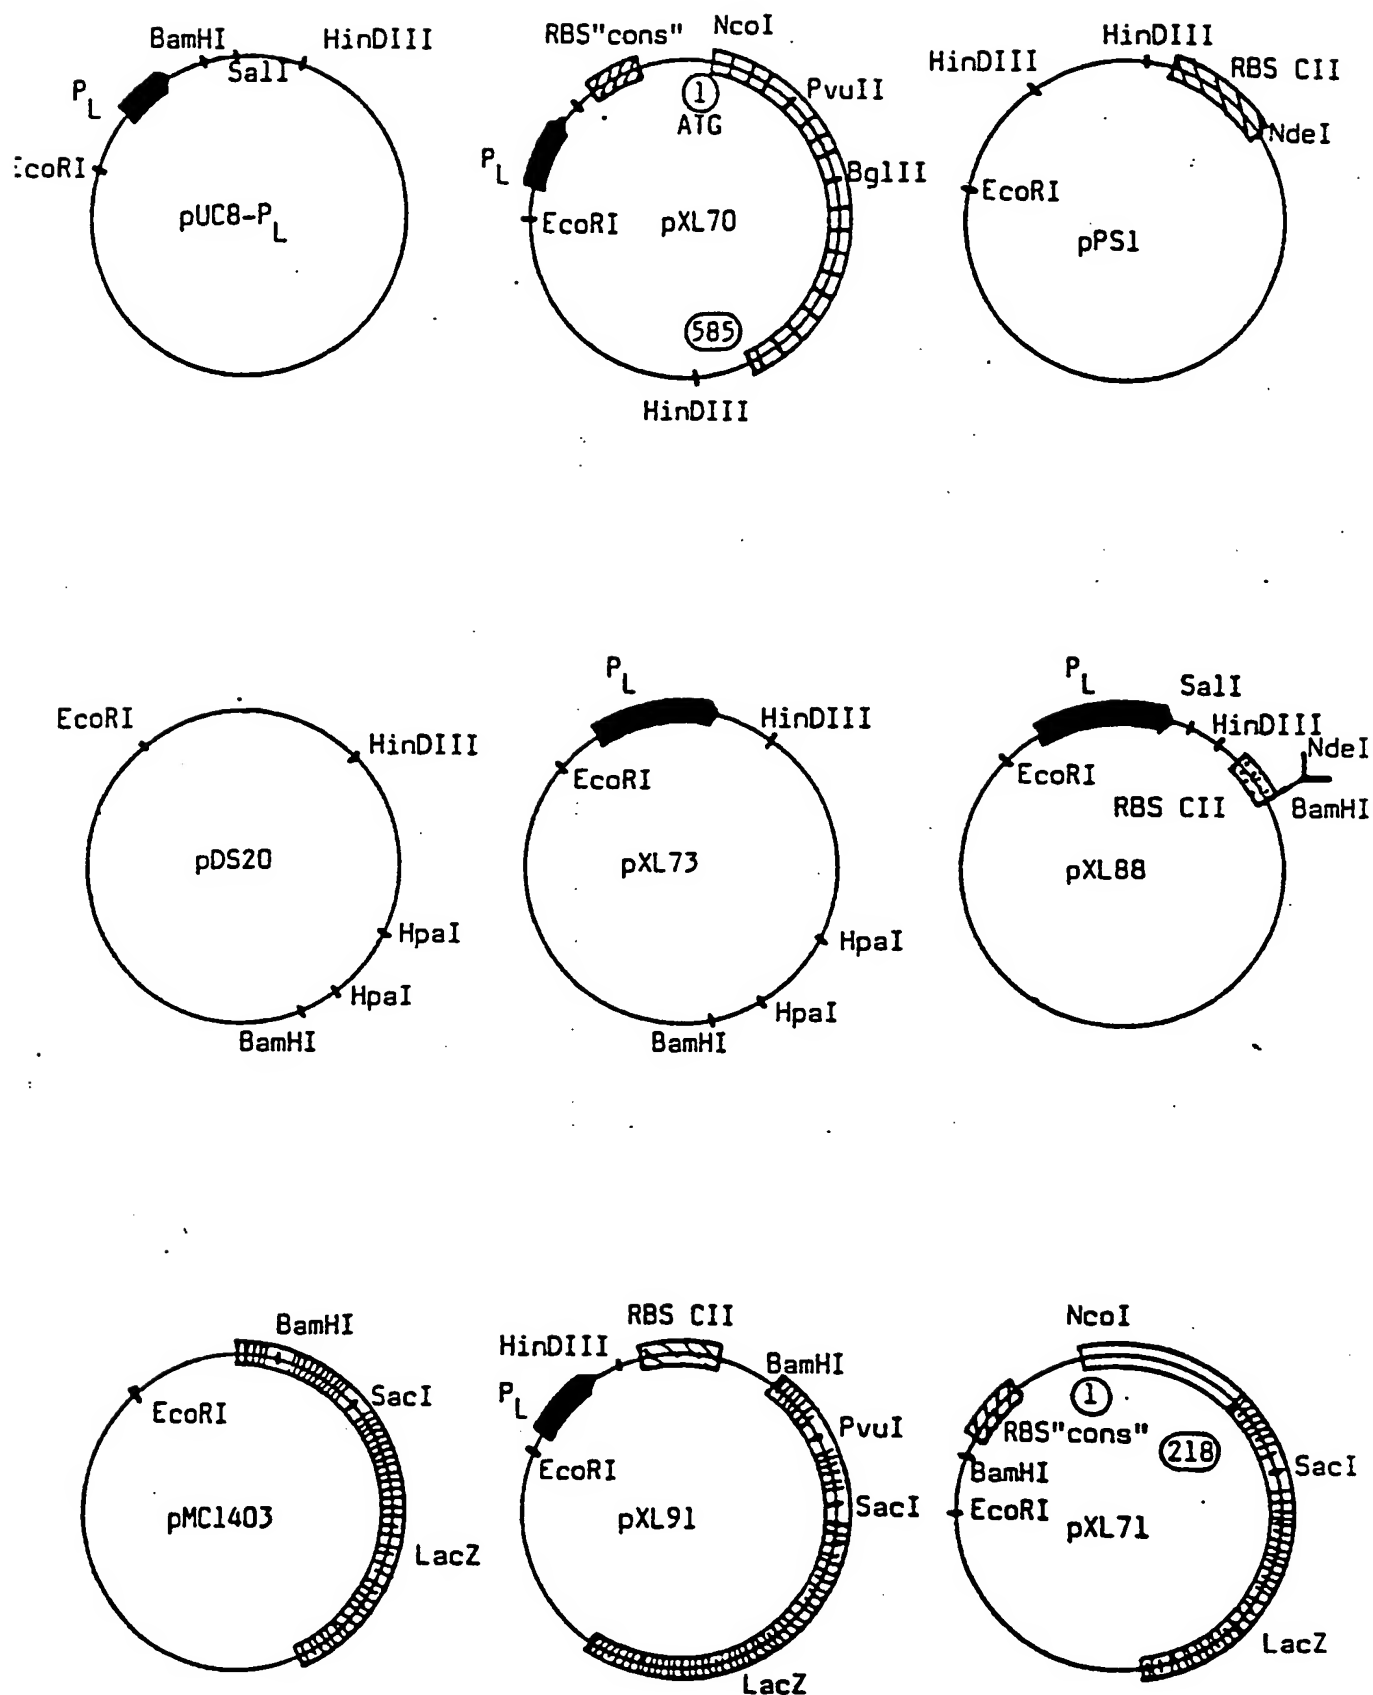 BamHI
SalI
HinDIII
P_L
EcoRI
pUC8-P_L
RBS"cons"
NcoI
1
ATG
PvuII
P_L
BglII
EcoRI
pXL70
585
HinDIII
HinDIII
HinDIII
RBS CII
NdeI
EcoRI
pPS1
EcoRI
HinDIII
pDS20
HpaI
HpaI
BamHI
P_L
HinDIII
EcoRI
pXL73
HpaI
HpaI
BamHI
P_L
SalI
HinDIII
NdeI
EcoRI
RBS CII
BamHI
pXL88
BamHI
EcoRI
SacI
pMC1403
LacZ
RBS CII
HinDIII
BamHI
P_L
PvuI
EcoRI
SacI
pXL91
LacZ
NcoI
1
RBS"cons"
218
BamHI
SacI
EcoRI
pXL71
LacZ